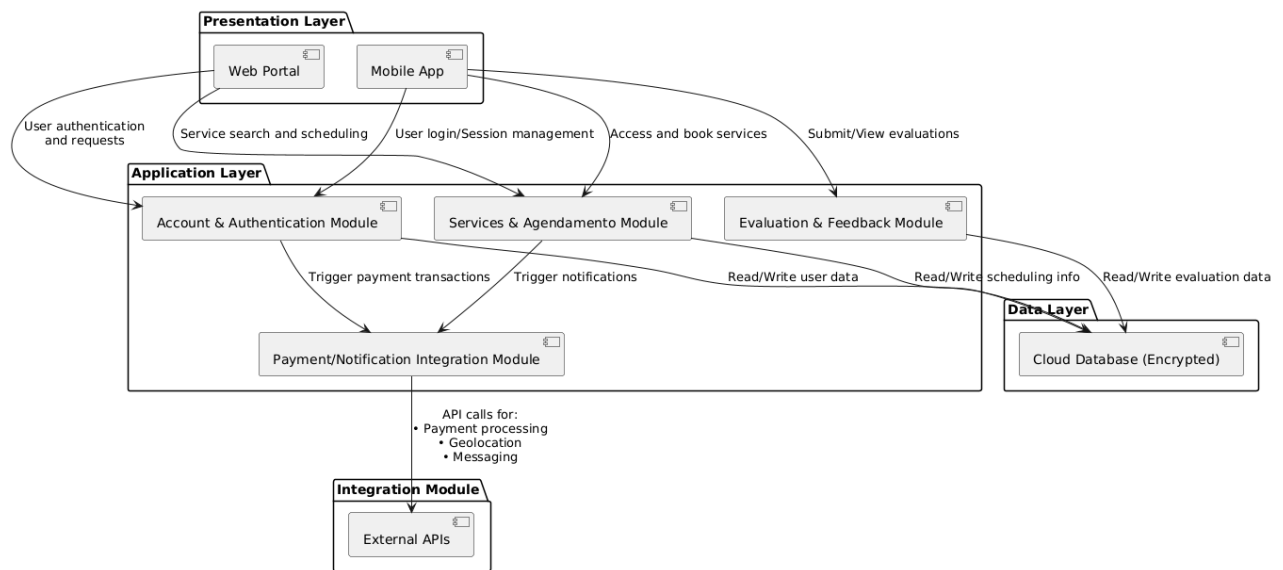 Presentation Layer
Web Portal
Mobile App
User authentication
and requests
Service search and scheduling
User login/Session management
Access and book services
Submit/View evaluations
Application Layer
Account & Authentication Module
Services & Agendamento Module
Evaluation & Feedback Module
Trigger payment transactions
Trigger notifications
Read/Write user data
Read/Write scheduling info
Read/Write evaluation data
Data Layer
Payment/Notification Integration Module
Cloud Database (Encrypted)
API calls for:
• Payment processing
• Geolocation
• Messaging
Integration Module
External APIs